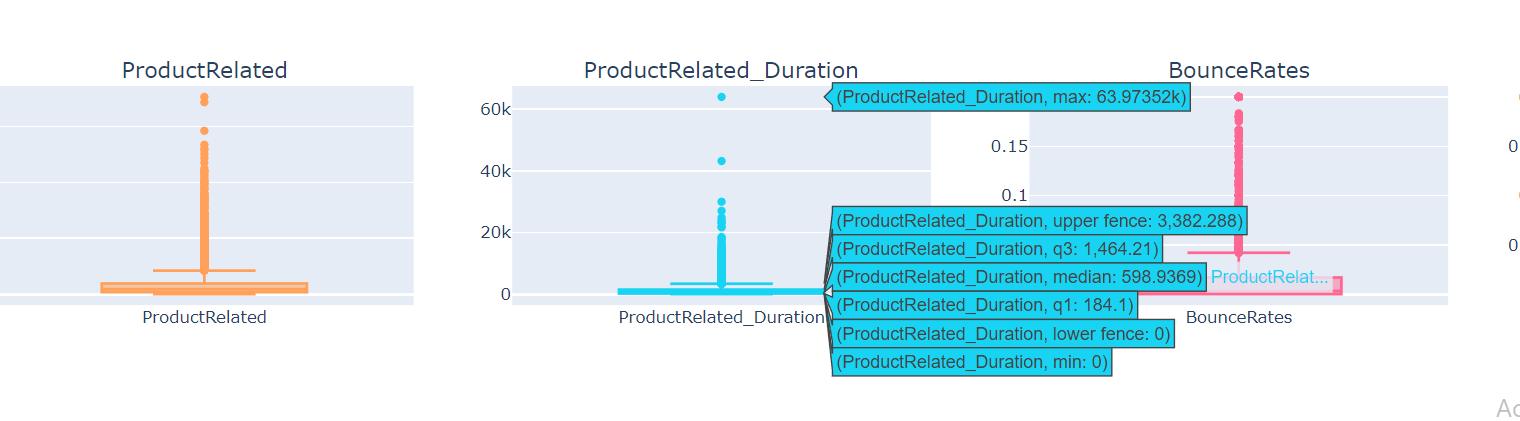 ProductRelated
ProductRelated_Duration
BounceRates
60k
40k
20k
0
0.15
0.1
(ProductRelated_Duration, max: 63.97352k)
(ProductRelated_Duration, upper fence: 3,382.288)
(ProductRelated_Duration, q3: 1,464.21)
(ProductRelated_Duration, median: 598.9369)
ProductRelat...
(ProductRelated_Duration, q1: 184.1)
(ProductRelated_Duration, lower fence: 0)
(ProductRelated_Duration, min: 0)
ProductRelated
ProductRelated_Duration
BounceRates